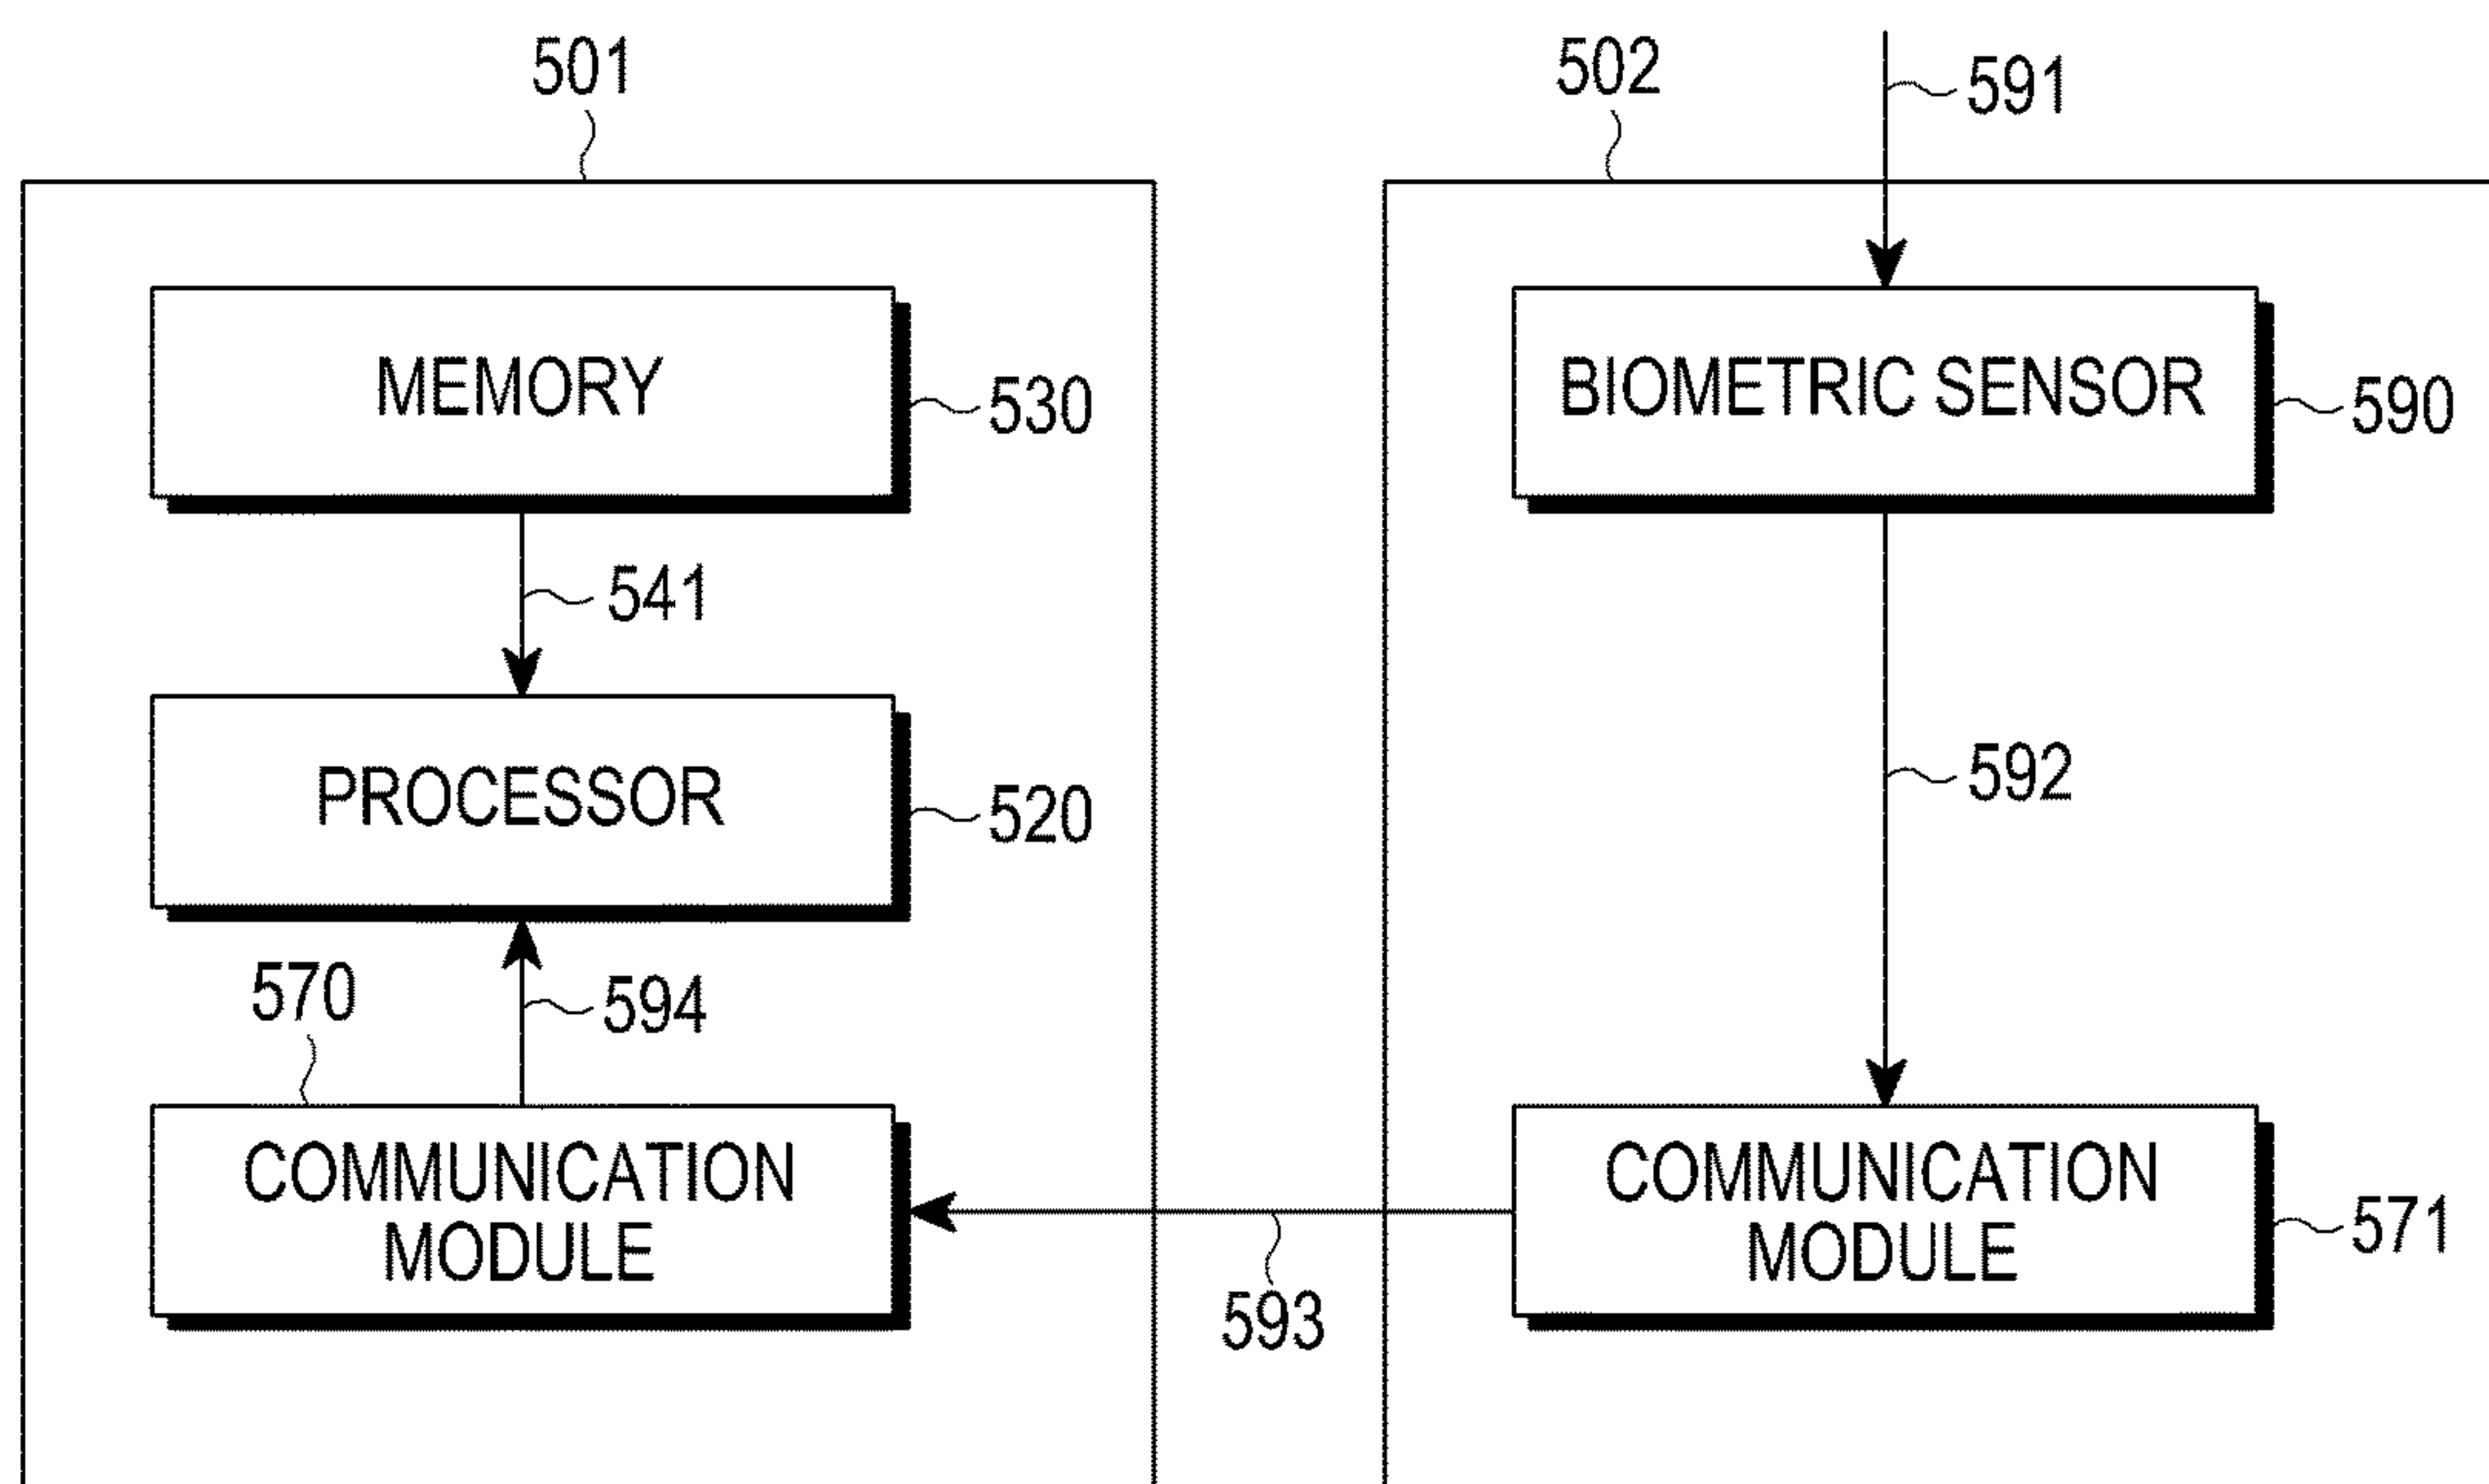 501
502
591
MEMORY
530
BIOMETRIC SENSOR
590
541
PROCESSOR
520
592
570
594
COMMUNICATION
MODULE
COMMUNICATION
MODULE
571
593